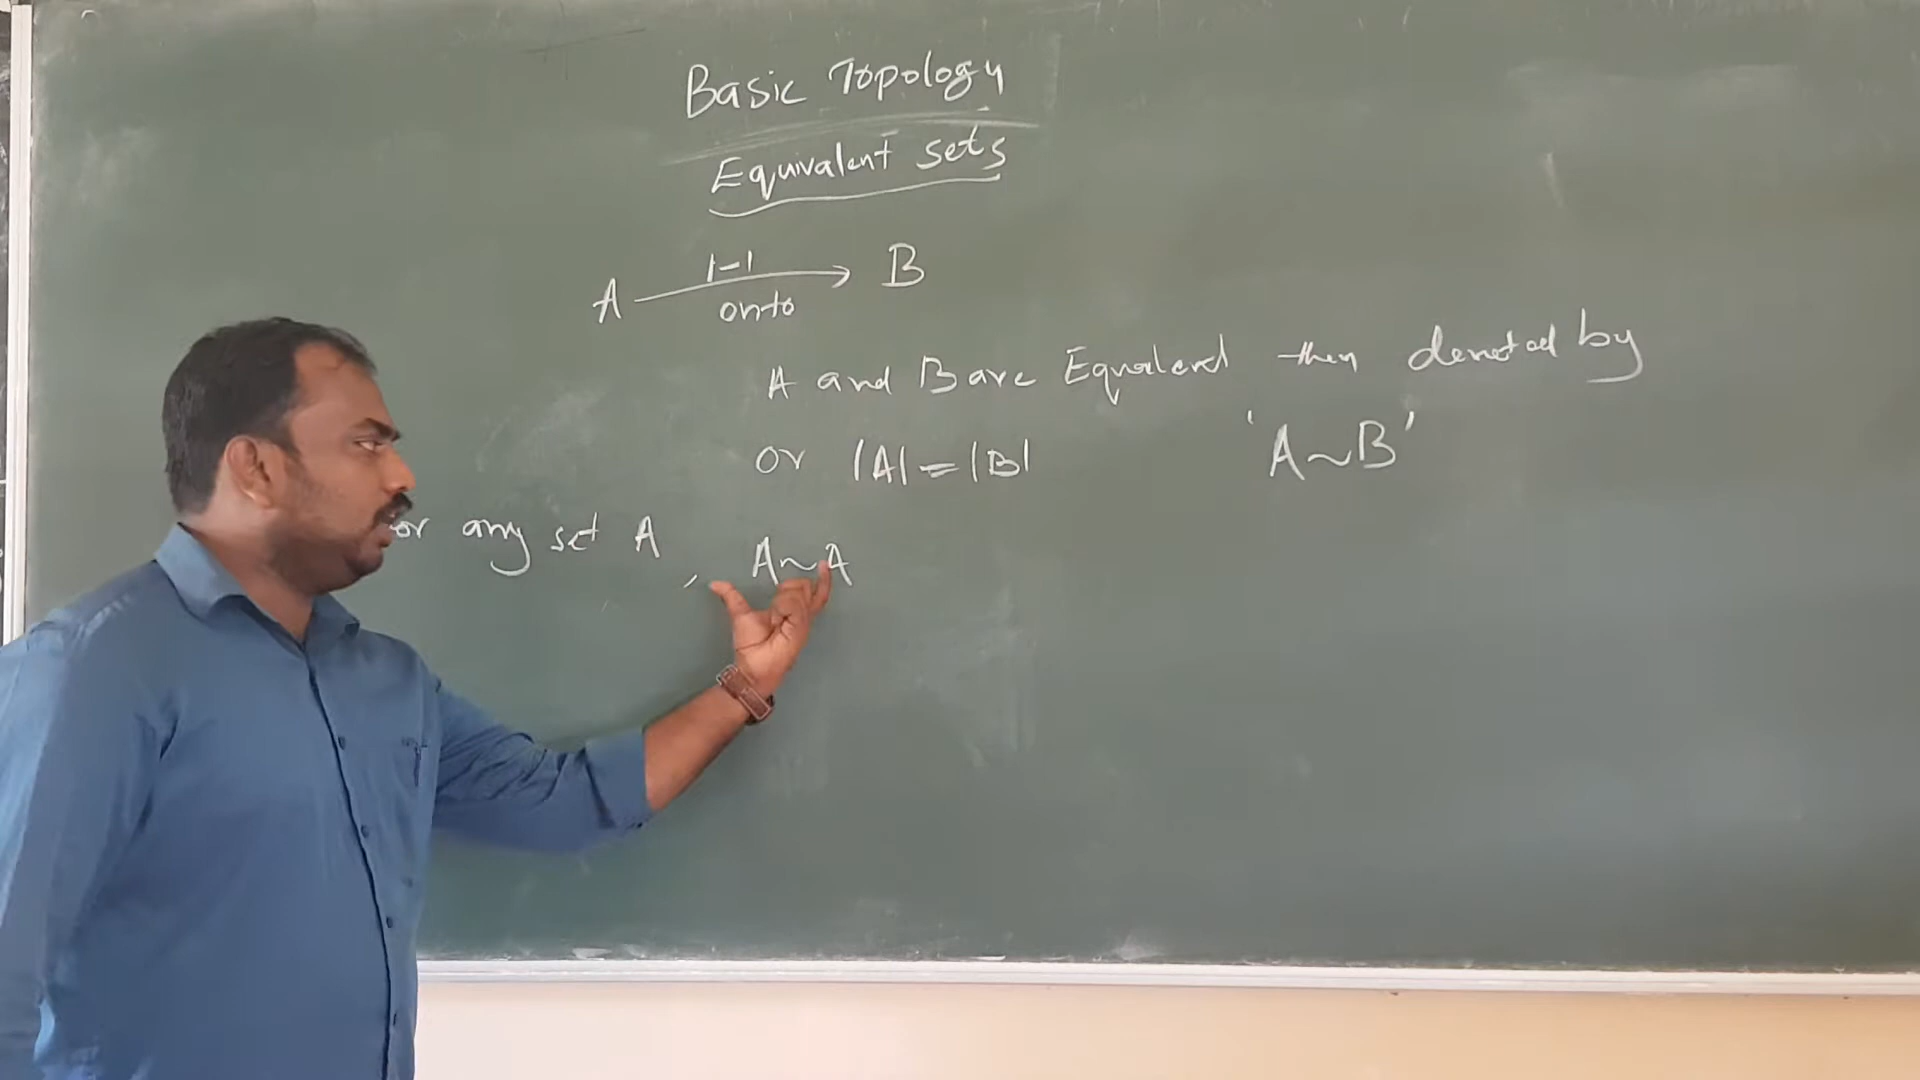 Basic Topology
Equivalent sets
A 1-1 onto → B
A and B are Equivalent then denoted by
or |A| = |B| 'A ~ B'
or any set A , A ~ A